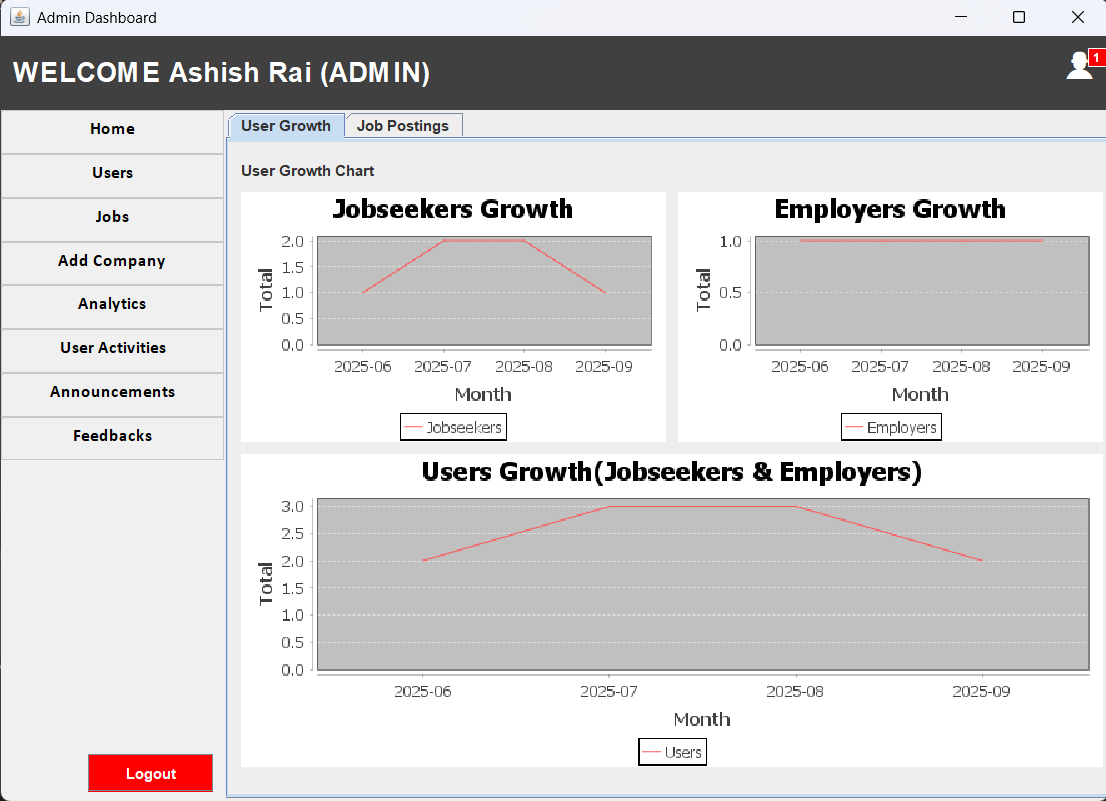 Admin Dashboard
WELCOME Ashish Rai (ADMIN)
1
Home
Users
Jobs
Add Company
Analytics
User Activities
Announcements
Feedbacks
Logout
User Growth
Job Postings
User Growth Chart
Jobseekers Growth
Total
2.0
1.5
1.0
0.5
0.0
2025-06 2025-07 2025-08 2025-09
Month
Jobseekers
Employers Growth
Total
1.0
0.5
0.0
2025-06 2025-07 2025-08 2025-09
Month
Employers
Users Growth(Jobseekers & Employers)
Total
3.0
2.5
2.0
1.5
1.0
0.5
0.0
2025-06 2025-07 2025-08 2025-09
Month
Users